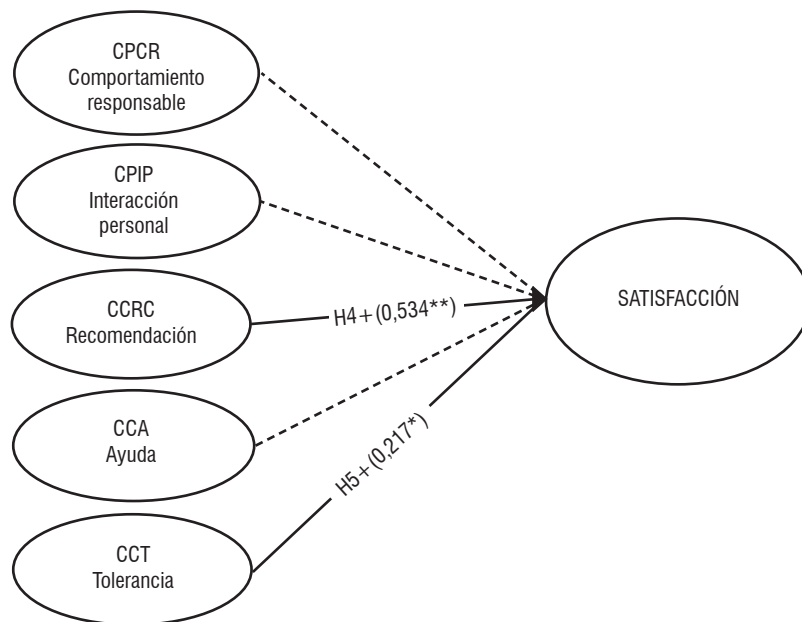 CPCR
Comportamiento
responsable
CPIP
Interacción
personal
CCRC
Recomendación
H4+(0,534**)
SATISFACCIÓN
CCA
Ayuda
H5+(0,217*)
CCT
Tolerancia